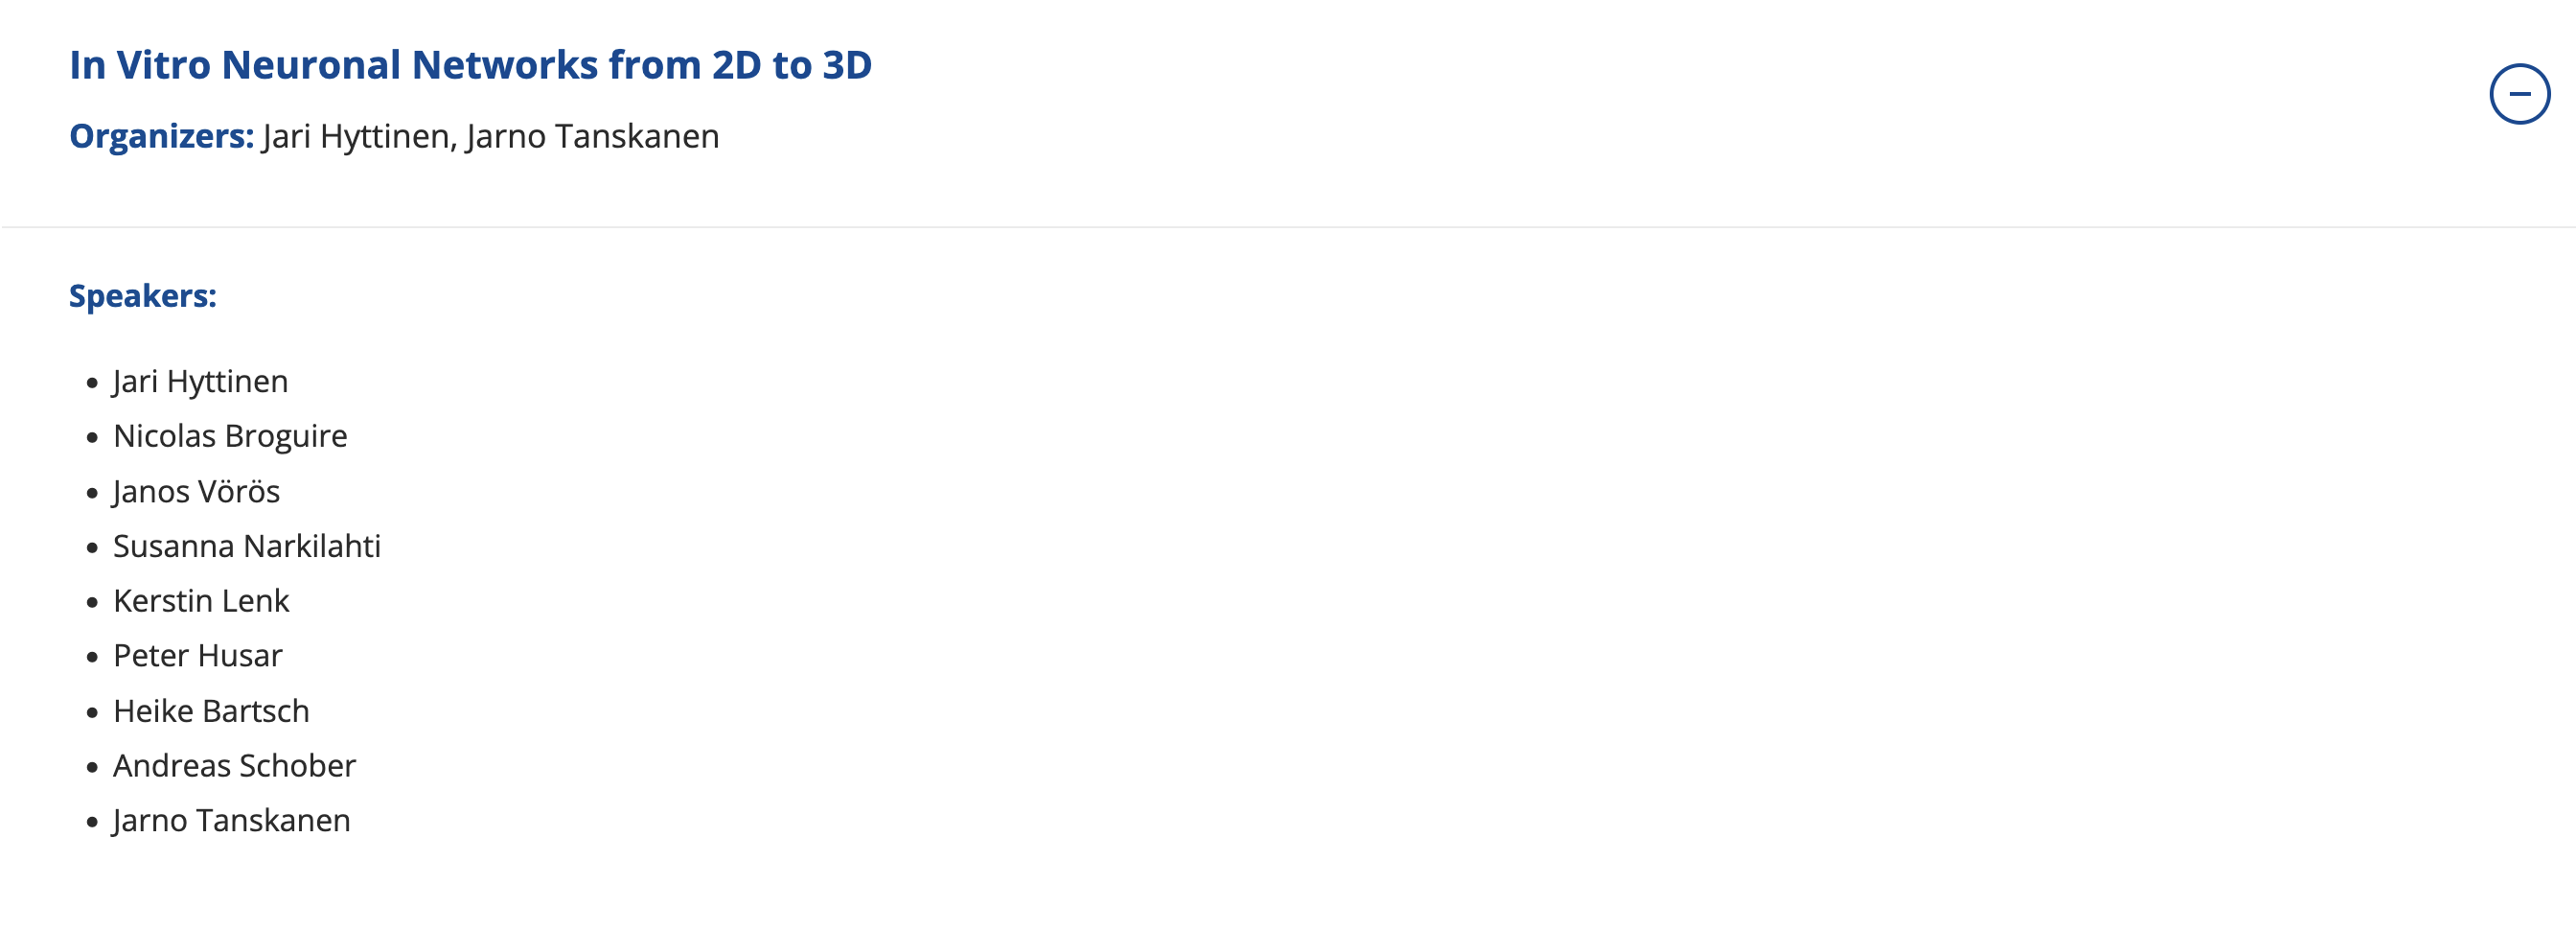 In Vitro Neuronal Networks from 2D to 3D
Organizers: Jari Hyttinen, Jarno Tanskanen
Speakers:
Jari Hyttinen
Nicolas Broguire
Janos Vörös
Susanna Narkilahti
Kerstin Lenk
Peter Husar
Heike Bartsch
Andreas Schober
Jarno Tanskanen